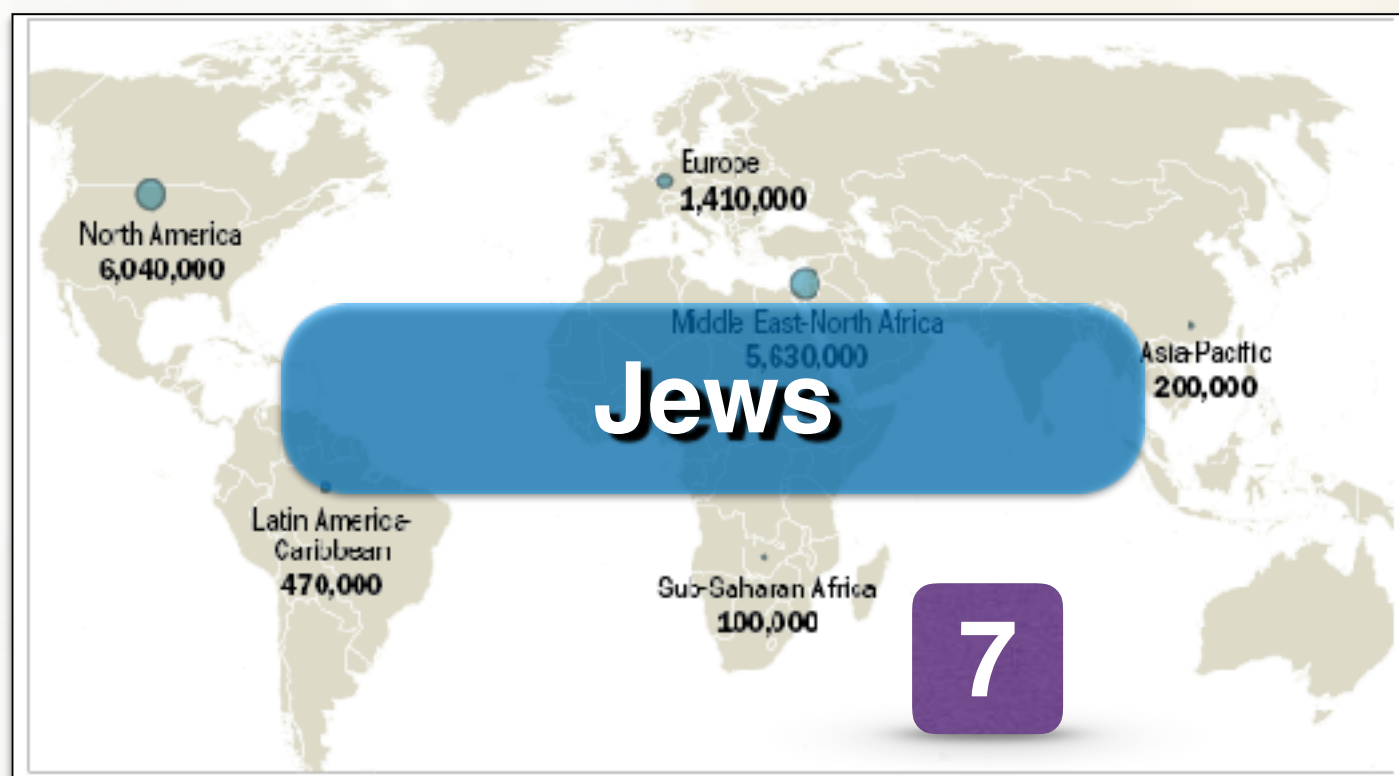 Europe
1,410,000
North America
6,040,000
Middle East-North Africa
5,630,000
Asia-Pacific
200,000
Jews
Latin America-
Caribbean
470,000
Sub-Saharan Africa
100,000
7